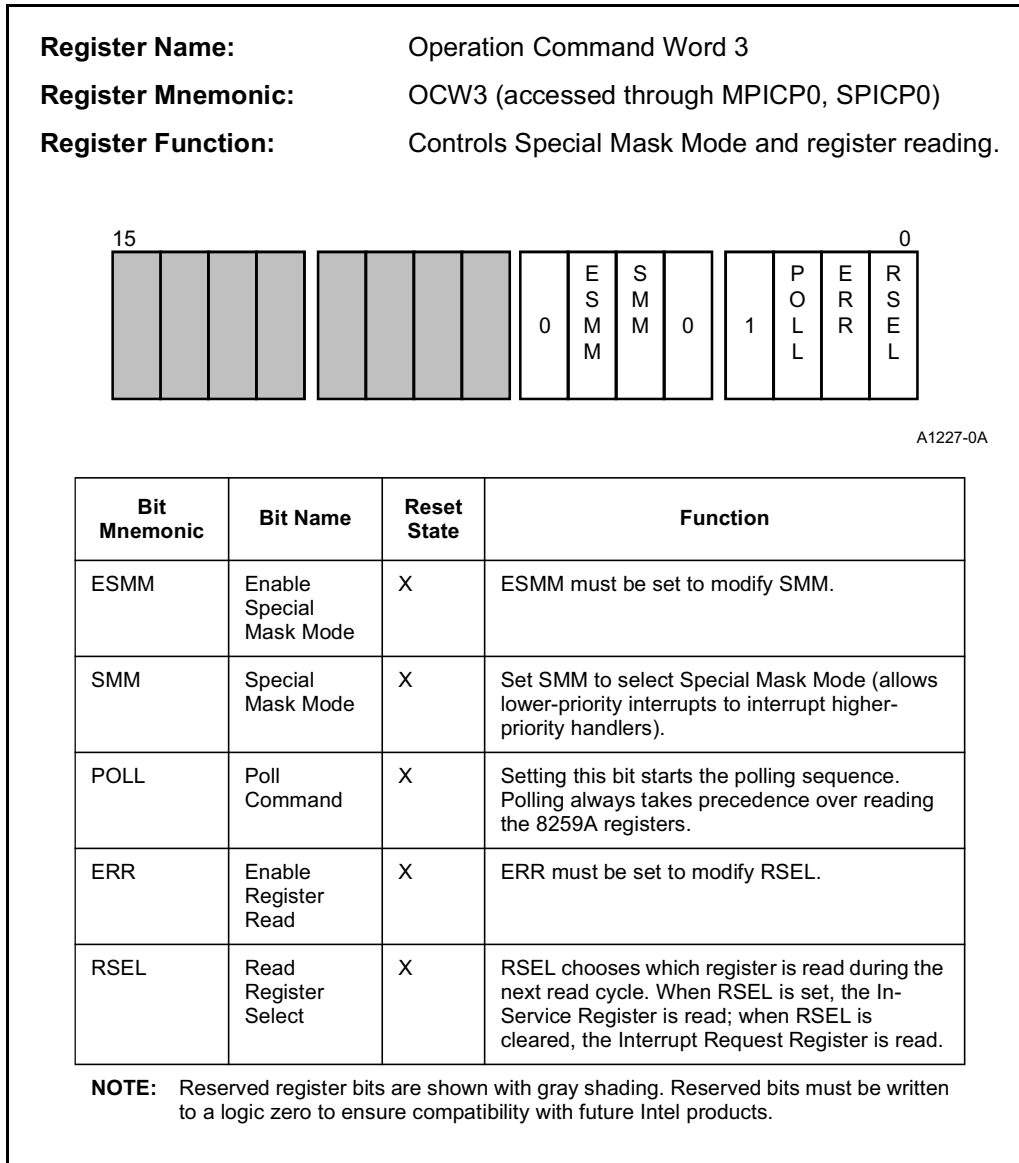 Register Name: Operation Command Word 3
Register Mnemonic: OCW3 (accessed through MPICP0, SPICP0)
Register Function: Controls Special Mask Mode and register reading.
15 0
0 ESMM SMM 0 1 POLL ERR RSEL
A1227-0A
Bit Mnemonic Bit Name Reset State Function
ESMM Enable Special Mask Mode X ESMM must be set to modify SMM.
SMM Special Mask Mode X Set SMM to select Special Mask Mode (allows
lower-priority interrupts to interrupt higher-
priority handlers).
POLL Poll Command X Setting this bit starts the polling sequence.
Polling always takes precedence over reading
the 8259A registers.
ERR Enable Register Read X ERR must be set to modify RSEL.
RSEL Read Register Select X RSEL chooses which register is read during the
next read cycle. When RSEL is set, the In-
Service Register is read; when RSEL is
cleared, the Interrupt Request Register is read.
NOTE: Reserved register bits are shown with gray shading. Reserved bits must be written
to a logic zero to ensure compatibility with future Intel products.